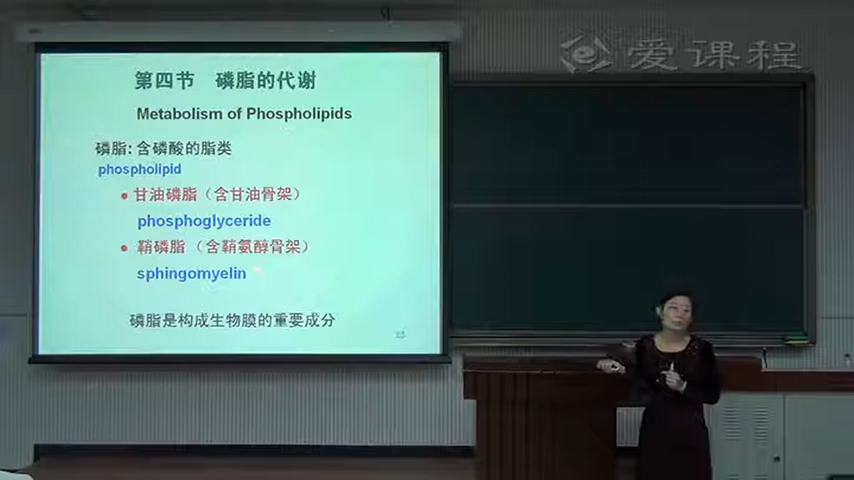 爱课程
第四节 磷脂的代谢
Metabolism of Phospholipids
磷脂: 含磷酸的脂类
phospholipid
• 甘油磷脂（含甘油骨架）
phosphoglyceride
• 鞘磷脂 （含鞘氨醇骨架）
sphingomyelin
磷脂是构成生物膜的重要成分